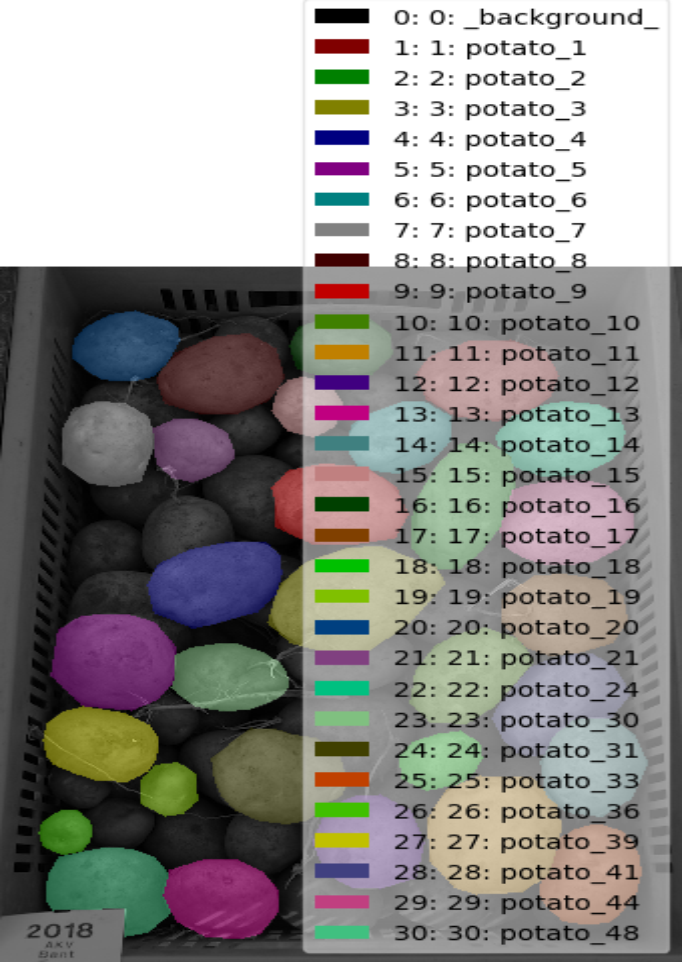 0: 0: _background_
1: 1: potato_1
2: 2: potato_2
3: 3: potato_3
4: 4: potato_4
5: 5: potato_5
6: 6: potato_6
7: 7: potato_7
8: 8: potato_8
9: 9: potato_9
10: 10: potato_10
11: 11: potato_11
12: 12: potato_12
13: 13: potato_13
14: 14: potato_14
15: 15: potato_15
16: 16: potato_16
17: 17: potato_17
18: 18: potato_18
19: 19: potato_19
20: 20: potato_20
21: 21: potato_21
22: 22: potato_24
23: 23: potato_30
24: 24: potato_31
25: 25: potato_33
26: 26: potato_36
27: 27: potato_39
28: 28: potato_41
29: 29: potato_44
30: 30: potato_48
2018
AKV
Bant